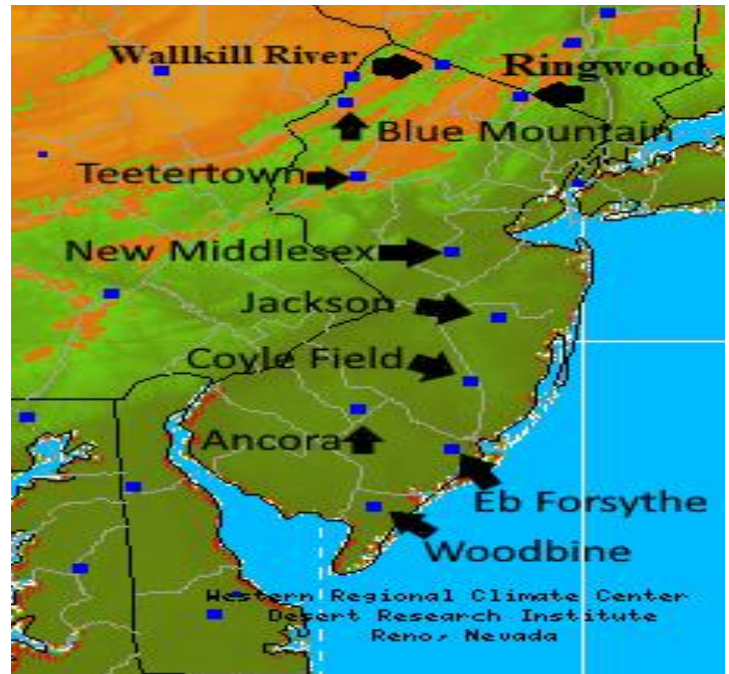 Wallkill River
Ringwood
Blue Mountain
Teetertown
New Middlesex
Jackson
Coyle Field
Ancora
Eb Forsythe
Woodbine
Western Regional Climate Center
Desert Research Institute
Reno, Nevada